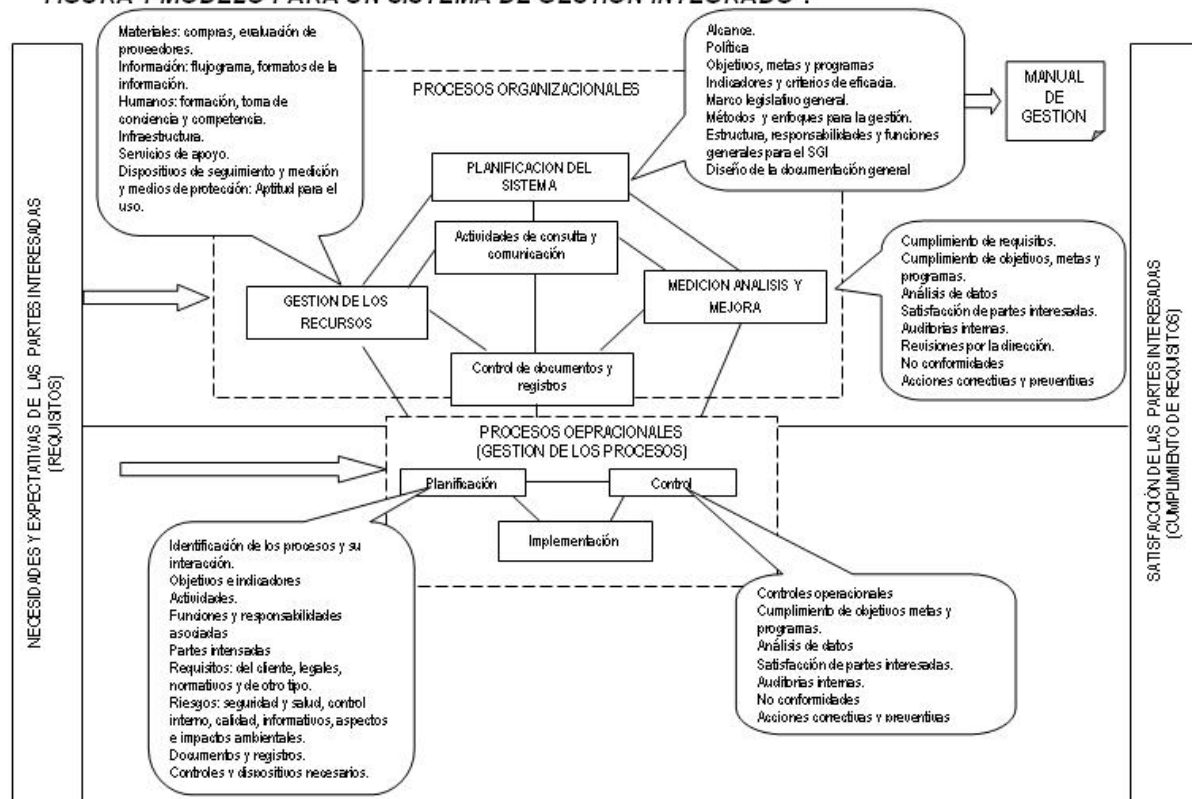 FIGURA 1 MODELO PARA UN SISTEMA DE GESTION INTEGRADO .
Materiales: compras, evaluación de
proveedores.
Información: flujograma, formatos de la
información.
Humanos: formación, toma de
conciencia y competencia.
Infraestructura.
Servicios de apoyo.
Dispositivos de seguimiento y medición
y medios de protección: Aptitud para el
uso.
Alcance.
Política
Objetivos, metas y programas
Indicadores y criterios de eficacia.
Marco legislativo general.
Métodos y enfoques para la gestión.
Estructura, responsabilidades y funciones
generales para el SGI
Diseño de la documentación general
MANUAL
DE
GESTION
PROCESOS ORGANIZACIONALES
PLANIFICACION DEL
SISTEMA
Actividades de consulta y
comunicación
GESTION DE LOS
RECURSOS
MEDICION ANALISIS Y
MEJORA
Control de documentos y
registros
Cumplimiento de requisitos.
Cumplimiento de objetivos, metas y
programas.
Análisis de datos
Satisfacción de partes interesadas.
Auditorias internas.
Revisiones por la dirección.
No conformidades
Acciones correctivas y preventivas
NECESIDADES Y EXPECTATIVAS DE LAS PARTES INTERESADAS
(REQUISITOS)
SATISFACCIÓN DE LAS PARTES INTERESADAS
(CUMPLIMIENTO DE REQUISITOS)
PROCESOS OEPRACIONALES
(GESTION DE LOS PROCESOS)
Planificación
Control
Implementación
Identificación de los procesos y su
interacción.
Objetivos e indicadores
Actividades.
Funciones y responsabilidades
asociadas
Partes intensadas
Requisitos: del cliente, legales,
normativos y de otro tipo.
Riesgos: seguridad y salud, control
interno, calidad, informativos, aspectos
e impactos ambientales.
Documentos y registros.
Controles y dispositivos necesarios.
Controles operacionales
Cumplimiento de objetivos metas y
programas.
Análisis de datos
Satisfacción de partes interesadas.
Auditorias internas.
No conformidades
Acciones correctivas y preventivas